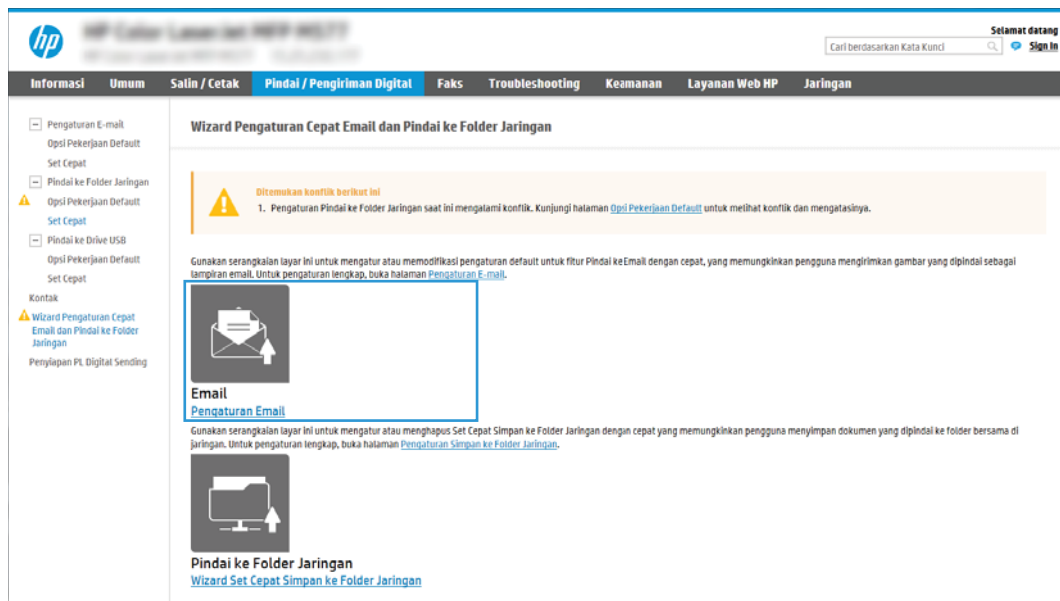 hp
Selamat datang
Cari berdasarkan Kata Kunci
Sign In
Informasi Umum Salin / Cetak Pindai / Pengiriman Digital Faks Troubleshooting Keamanan Layanan Web HP Jaringan
Pengaturan E-mail
Opsi Pekerjaan Default
Set Cepat
Pindai ke Folder Jaringan
Opsi Pekerjaan Default
Set Cepat
Pindai ke Drive USB
Opsi Pekerjaan Default
Set Cepat
Kontak
Wizard Pengaturan Cepat
Email dan Pindai ke Folder
Jaringan
Penyiapan PL Digital Sending
Wizard Pengaturan Cepat Email dan Pindai ke Folder Jaringan
Ditemukan konflik berikut ini
1. Pengaturan Pindai ke Folder Jaringan saat ini mengalami konflik. Kunjungi halaman Opsi Pekerjaan Default untuk melihat konflik dan mengatasinya.
Gunakan serangkaian layar ini untuk mengatur atau memodifikasi pengaturan default untuk fitur Pindai keEmail dengan cepat, yang memungkinkan pengguna mengirimkan gambar yang dipindai sebagai
lampiran email. Untuk pengaturan lengkap, buka halaman Pengaturan E-mail.
Email
Pengaturan Email
Gunakan serangkaian layar ini untuk mengatur atau menghapus Set Cepat Simpan ke Folder Jaringan dengan cepat yang memungkinkan pengguna menyimpan dokumen yang dipindai ke folder bersama di
jaringan. Untuk pengaturan lengkap, buka halaman Pengaturan Simpan ke Folder Jaringan.
Pindai ke Folder Jaringan
Wizard Set Cepat Simpan ke Folder Jaringan